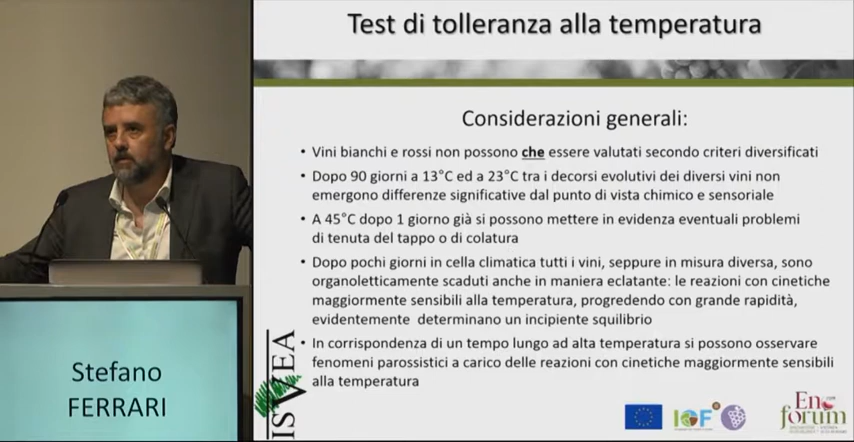 Test di tolleranza alla temperatura
Considerazioni generali:
• Vini bianchi e rossi non possono che essere valutati secondo criteri diversificati
• Dopo 90 giorni a 13°C ed a 23°C tra i decorsi evolutivi dei diversi vini non
emergono differenze significative dal punto di vista chimico e sensoriale
• A 45°C dopo 1 giorno già si possono mettere in evidenza eventuali problemi
di tenuta del tappo o di colatura
• Dopo pochi giorni in cella climatica tutti i vini, seppure in misura diversa, sono
organoletticamente scaduti anche in maniera eclatante: le reazioni con cinetiche
maggiormente sensibili alla temperatura, progredendo con grande rapidità,
evidentemente determinano un incipiente squilibrio
• In corrispondenza di un tempo lungo ad alta temperatura si possono osservare
fenomeni parossistici a carico delle reazioni con cinetiche maggiormente sensibili
alla temperatura
Stefano
FERRARI
ISVEA
IOF
Enoforum